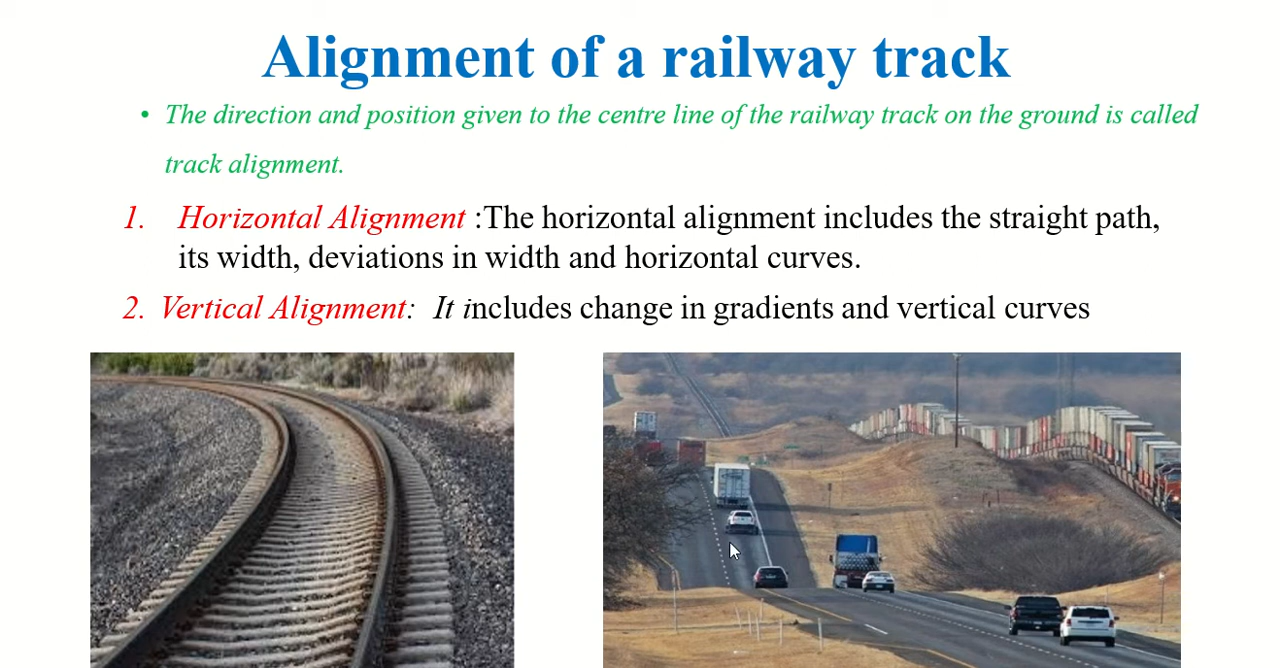 Alignment of a railway track
• The direction and position given to the centre line of the railway track on the ground is called
track alignment.
1. Horizontal Alignment :The horizontal alignment includes the straight path,
its width, deviations in width and horizontal curves.
2. Vertical Alignment: It includes change in gradients and vertical curves